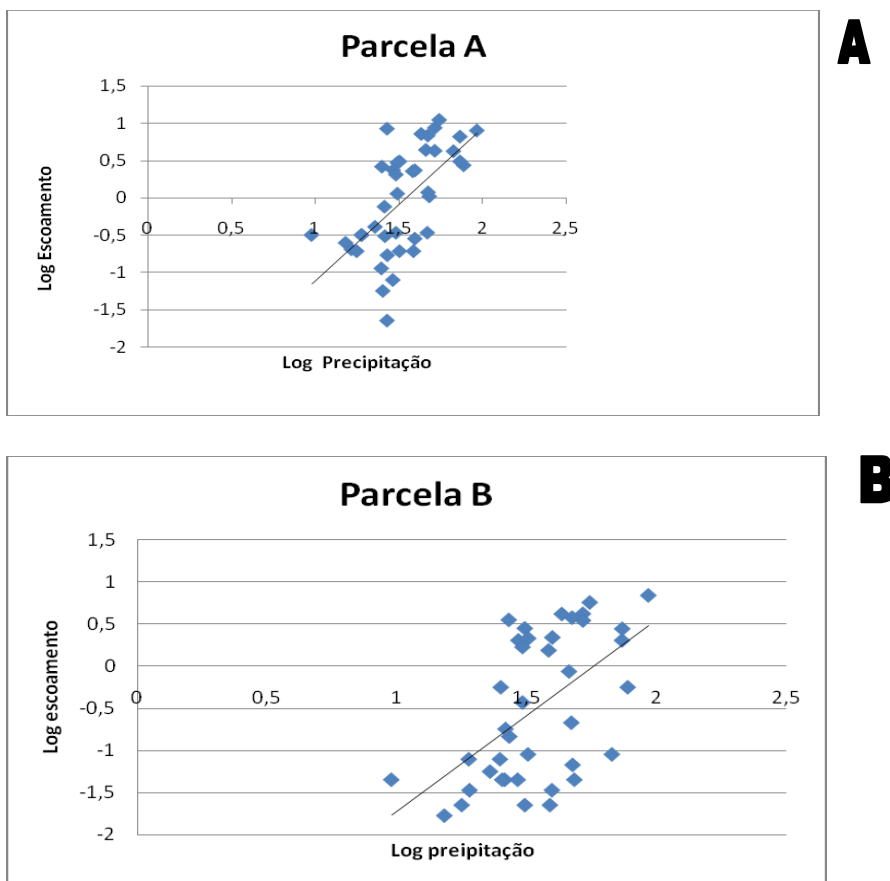 Parcela A
A
1,5
1
0,5
0
-0,5
-1
-1,5
-2
0 0,5 1 1,5 2 2,5
Log Escoamento
Log Precipitação
Parcela B
B
1,5
1
0,5
0
-0,5
-1
-1,5
-2
0 0,5 1 1,5 2 2,5
Log escoamento
Log preipitação